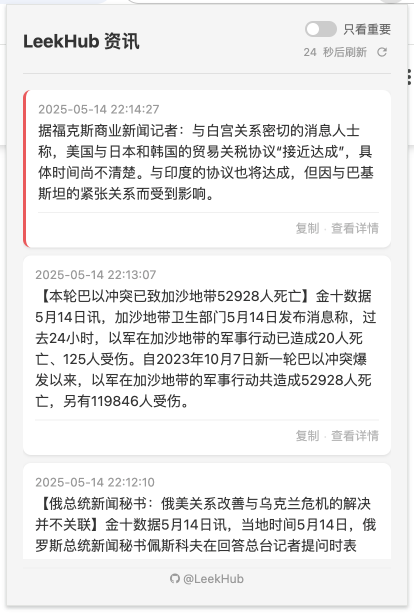 LeekHub 资讯
只看重要
24 秒后刷新
2025-05-14 22:14:27
据福克斯商业新闻记者：与白宫关系密切的消息人士
称，美国与日本和韩国的贸易关税协议“接近达成”，具
体时间尚不清楚。与印度的协议也将达成，但因与巴基
斯坦的紧张关系而受到影响。
复制 · 查看详情
2025-05-14 22:13:07
【本轮巴以冲突已致加沙地带52928人死亡】金十数据
5月14日讯，加沙地带卫生部门5月14日发布消息称，过
去24小时，以军在加沙地带的军事行动已造成20人死
亡、125人受伤。自2023年10月7日新一轮巴以冲突爆
发以来，以军在加沙地带的军事行动共造成52928人死
亡，另有119846人受伤。
复制 · 查看详情
2025-05-14 22:12:10
【俄总统新闻秘书：俄美关系改善与乌克兰危机的解决
并不关联】金十数据5月14日讯，当地时间5月14日，俄
罗斯总统新闻秘书佩斯科夫在回答总台记者提问时表
@LeekHub